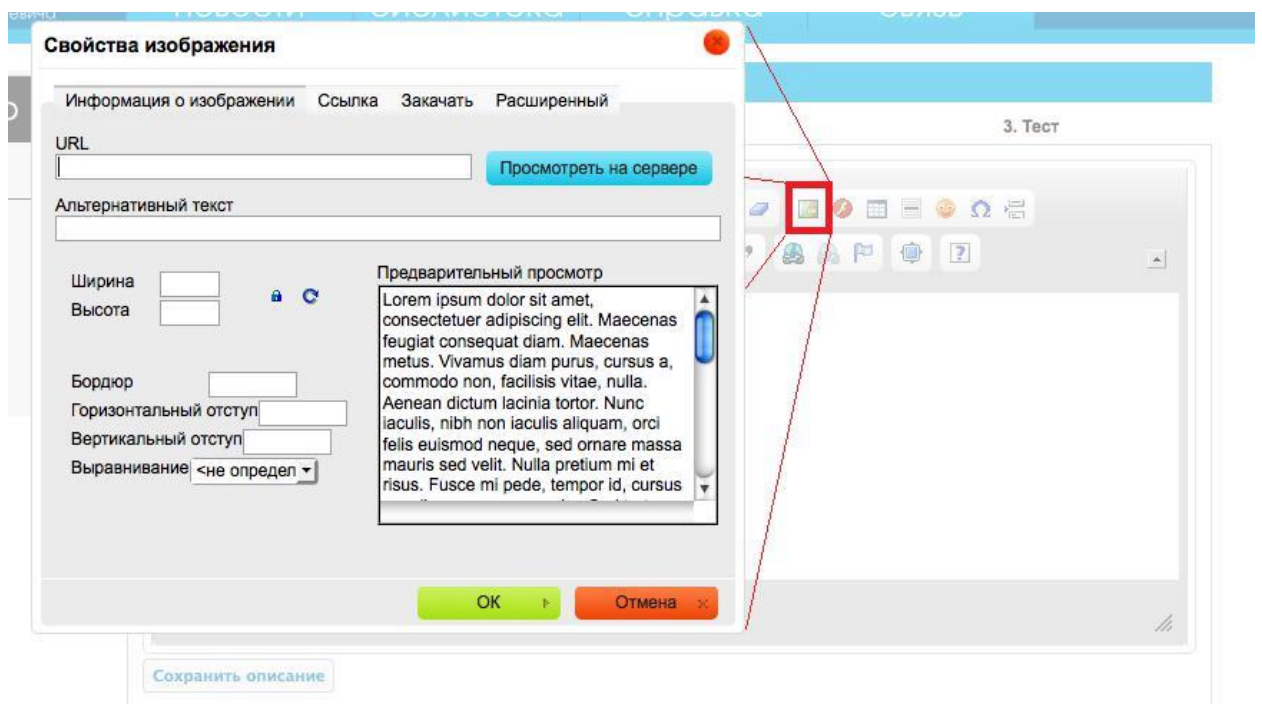 новости библиотека справка связь
Свойства изображения
Информация о изображении Ссылка Закачать Расширенный
3. Тест
URL
Просмотреть на сервере
Альтернативный текст
Ширина
Высота
Предварительный просмотр
Lorem ipsum dolor sit amet,
consectetuer adipiscing elit. Maecenas
feugiat consequat diam. Maecenas
metus. Vivamus diam purus, cursus a,
commodo non, facilisis vitae, nulla.
Aenean dictum lacinia tortor. Nunc
iaculis, nibh non iaculis aliquam, orci
felis euismod neque, sed ornare massa
mauris sed velit. Nulla pretium mi et
risus. Fusce mi pede, tempor id, cursus
Бордюр
Горизонтальный отступ
Вертикальный отступ
Выравнивание <не определ
OK
Отмена
Сохранить описание